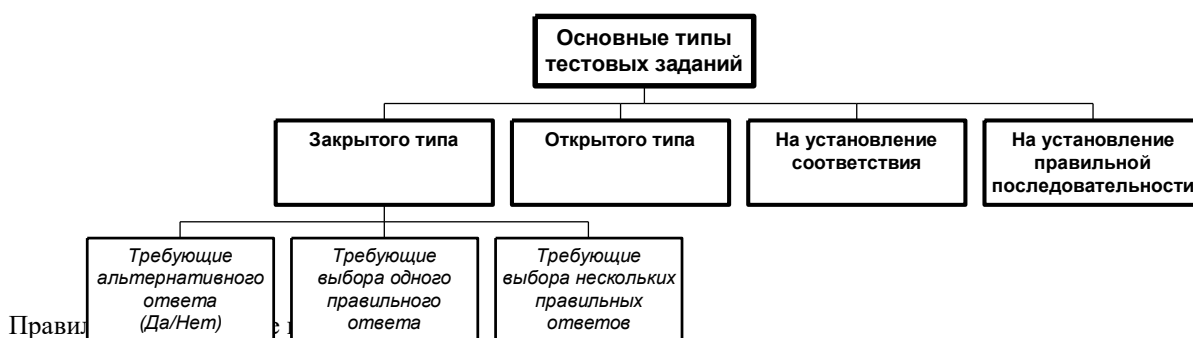 Основные типы
тестовых заданий
Закрытого типа
Открытого типа
На установление
соответствия
На установление
правильной
последовательности
Требующие
альтернативного
ответа
(Да/Нет)
Требующие
выбора одного
правильного
ответа
Требующие
выбора нескольких
правильных
ответов